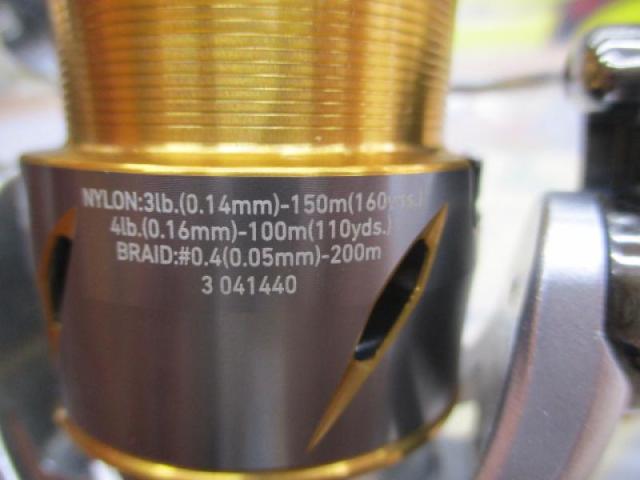 NYLON:3lb.(0.14mm)-150m(160yds.)
4lb.(0.16mm)-100m(110yds.)
BRAID:#0.4(0.05mm)-200m
3 041440